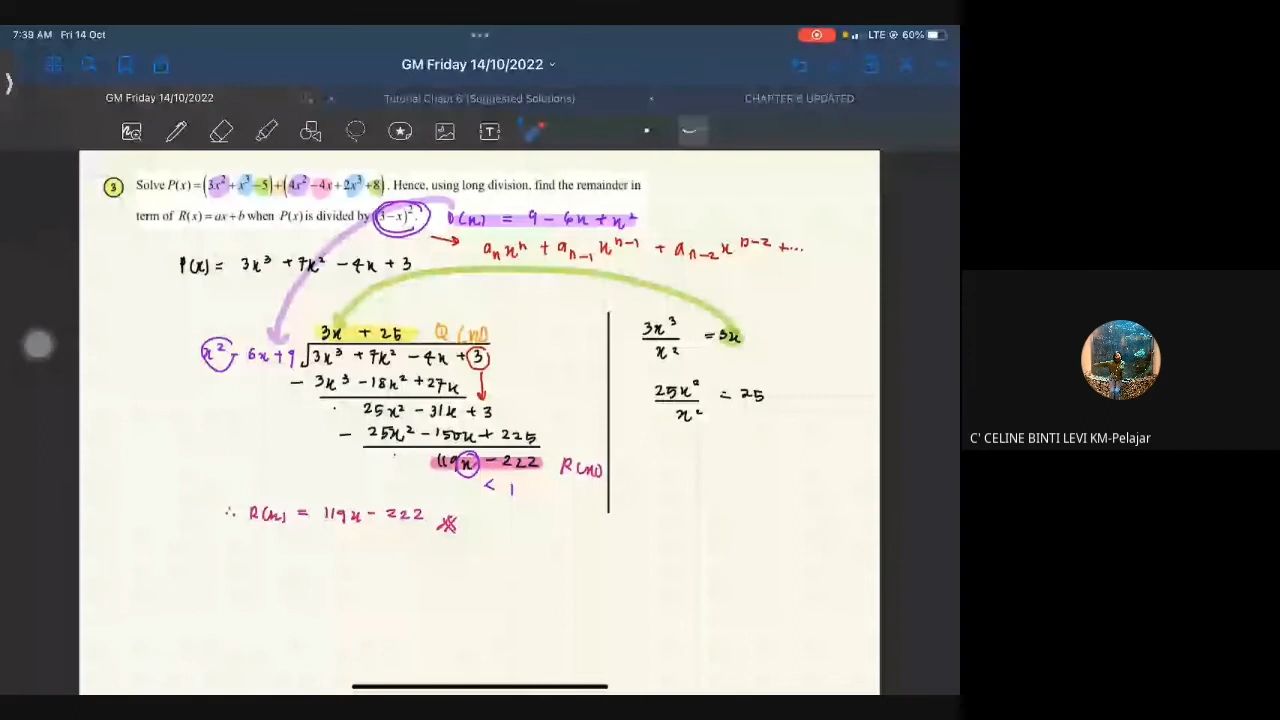 7:39 AM Fri 14 Oct
LTE 60%
GM Friday 14/10/2022
GM Friday 14/10/2022
Tutorial Chapt 6 (Suggested Solutions)
CHAPTER 6 UPDATED
3 Solve P(x) = (3x² + x³ − 5) + (4x² − 4x + 2x³ + 8). Hence, using long division, find the remainder in
term of R(x) = ax + b when P(x) is divided by (3 − x)².
D(x) = 9 − 6x + x²
→ aₙxⁿ + aₙ₋₁xⁿ⁻¹ + aₙ₋₂xⁿ⁻² + ...
P(x) = 3x³ + 7x² − 4x + 3
3x + 25 Q(x)
x² − 6x + 9 √3x³ + 7x² − 4x + 3
− 3x³ − 18x² + 27x
25x² − 31x + 3
− 25x² − 150x + 225
119x − 222 R(x)
< 1
∴ R(x) = 119x − 222
3x³/x² = 3x
25x²/x² = 25
C' CELINE BINTI LEVI KM-Pelajar